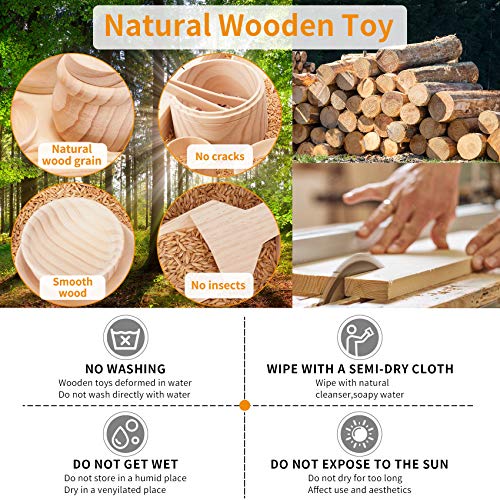 Natural Wooden Toy
Natural
wood grain
No cracks
Smooth
wood
No insects
NO WASHING
Wooden toys deformed in water
Do not wash directly with water
WIPE WITH A SEMI-DRY CLOTH
Wipe with natural
cleanser,soapy water
DO NOT GET WET
Do not store in a humid place
Dry in a venyilated place
DO NOT EXPOSE TO THE SUN
Do not dry for too long
Affect use and aesthetics